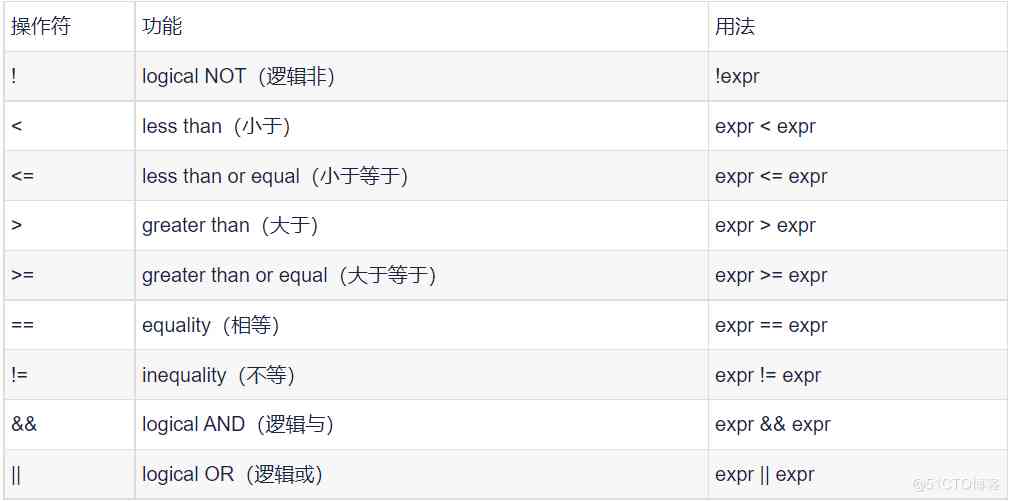 操作符 功能 用法
! logical NOT（逻辑非） !expr
< less than（小于） expr < expr
<= less than or equal（小于等于） expr <= expr
> greater than（大于） expr > expr
>= greater than or equal（大于等于） expr >= expr
== equality（相等） expr == expr
!= inequality（不等） expr != expr
&& logical AND（逻辑与） expr && expr
|| logical OR（逻辑或） expr || expr
@51CTO博客